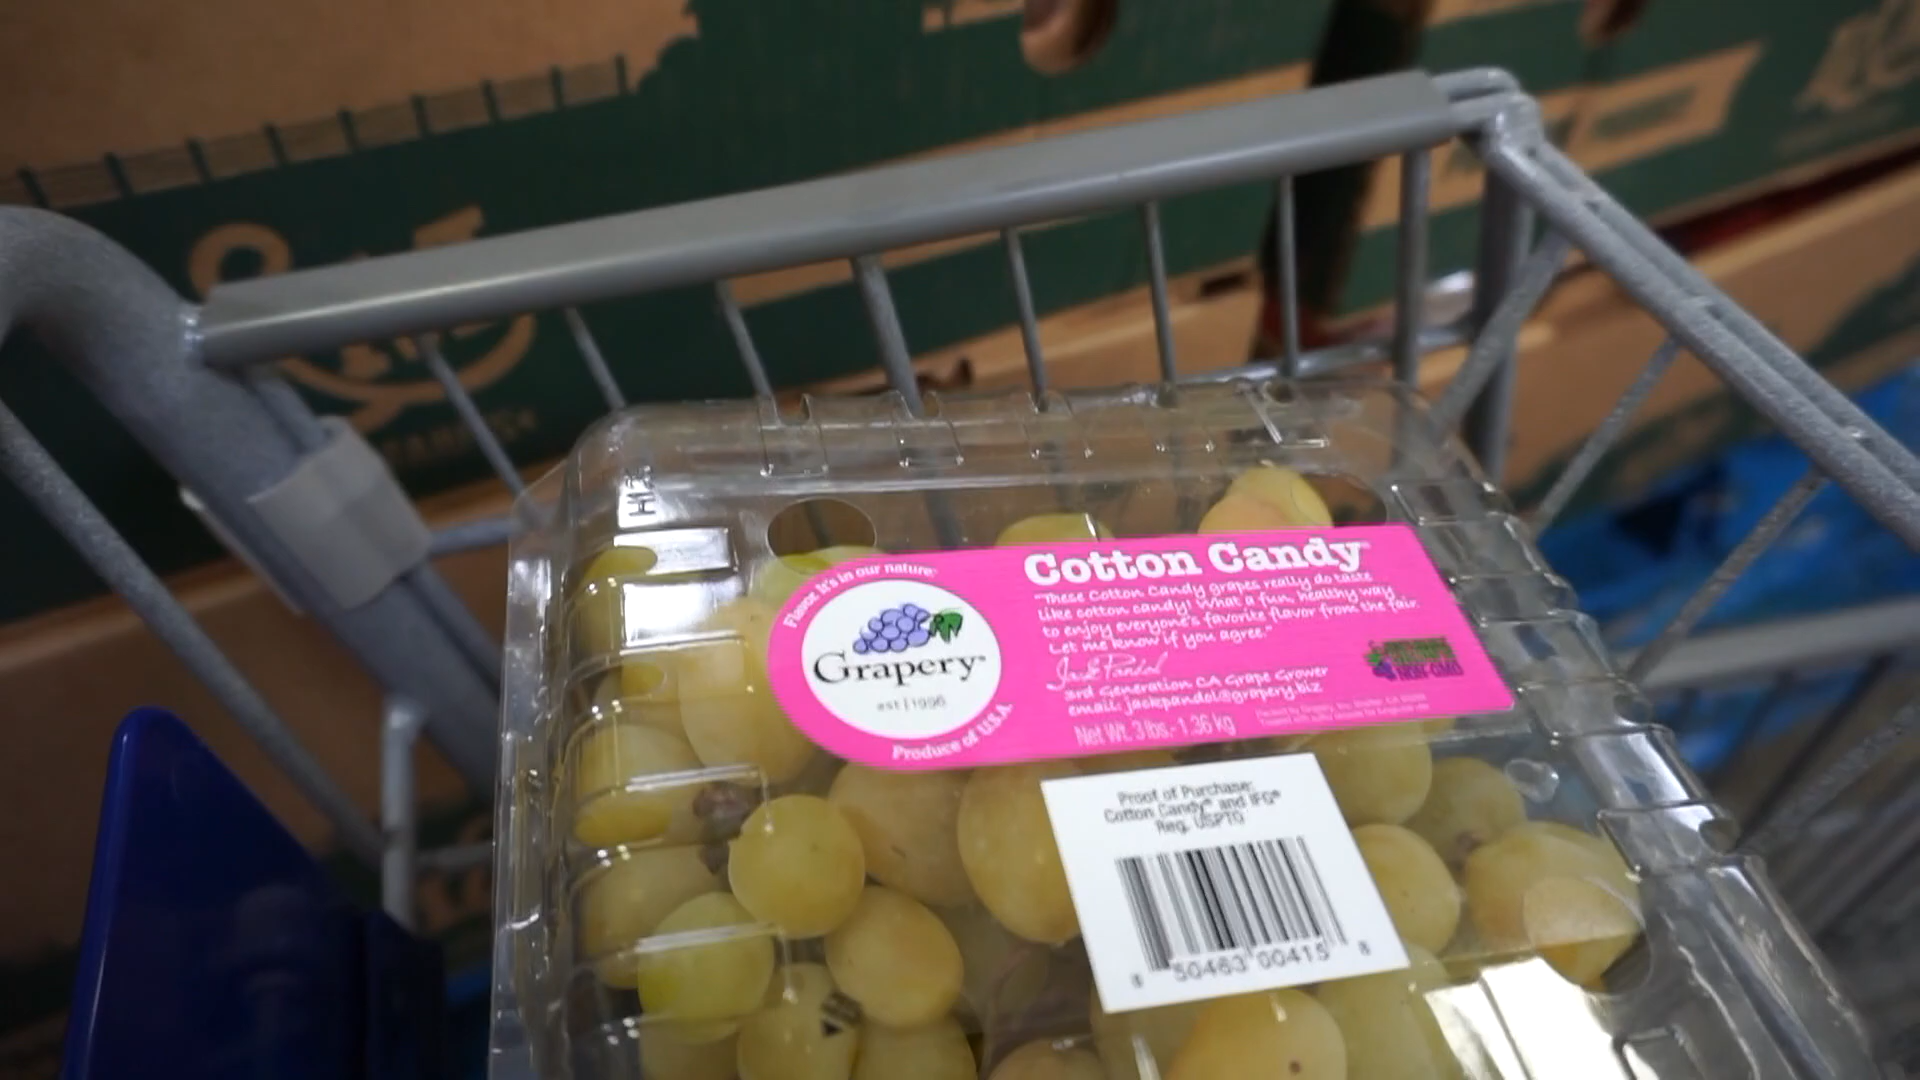 Flavor. It's in our nature.
Grapery®
est | 1996
Produce of U.S.A.
Cotton Candy®
"These Cotton Candy grapes really do taste
like cotton candy! What a fun, healthy way
to enjoy everyone's favorite flavor from the fair.
Let me know if you agree."
Jack Pandol
3rd Generation CA Grape Grower
email: jackpandol@grapery.biz
Net Wt. 3 lbs.- 1.36 kg
Proof of Purchase:
Cotton Candy® and IFG®
Reg. USPTO
8 50463 00415 8